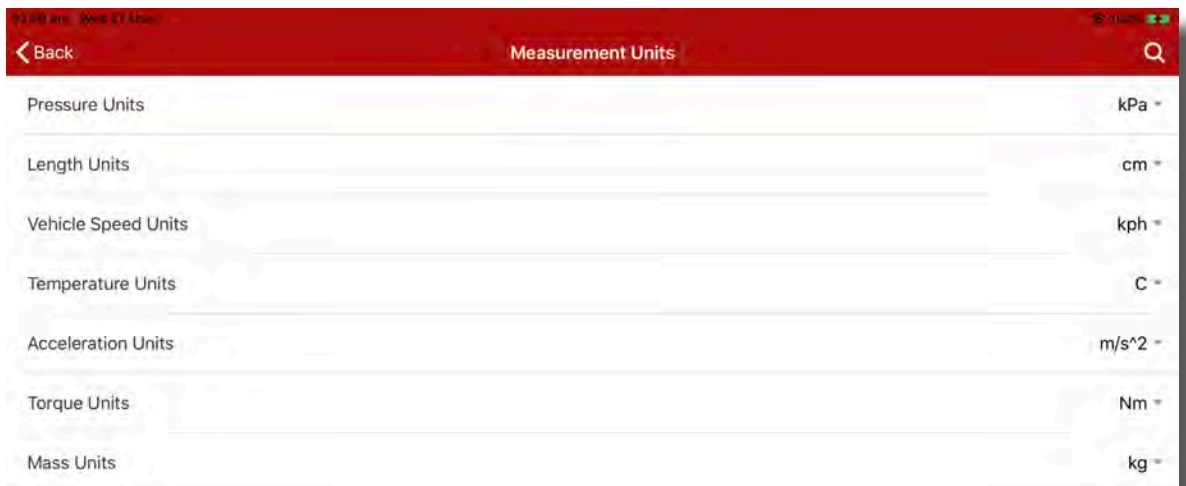 Back Measurement Units
Pressure Units kPa
Length Units cm
Vehicle Speed Units kph
Temperature Units C
Acceleration Units m/s^2
Torque Units Nm
Mass Units kg